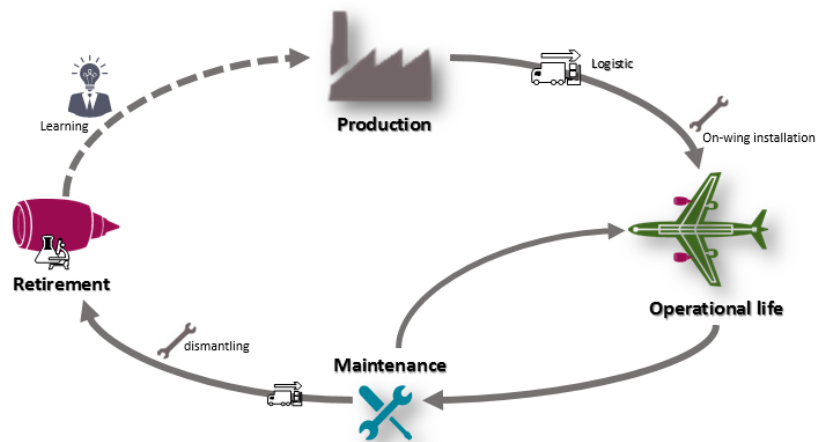 Logistic
Learning
Production
On-wing installation
Retirement
Operational life
dismantling
Maintenance